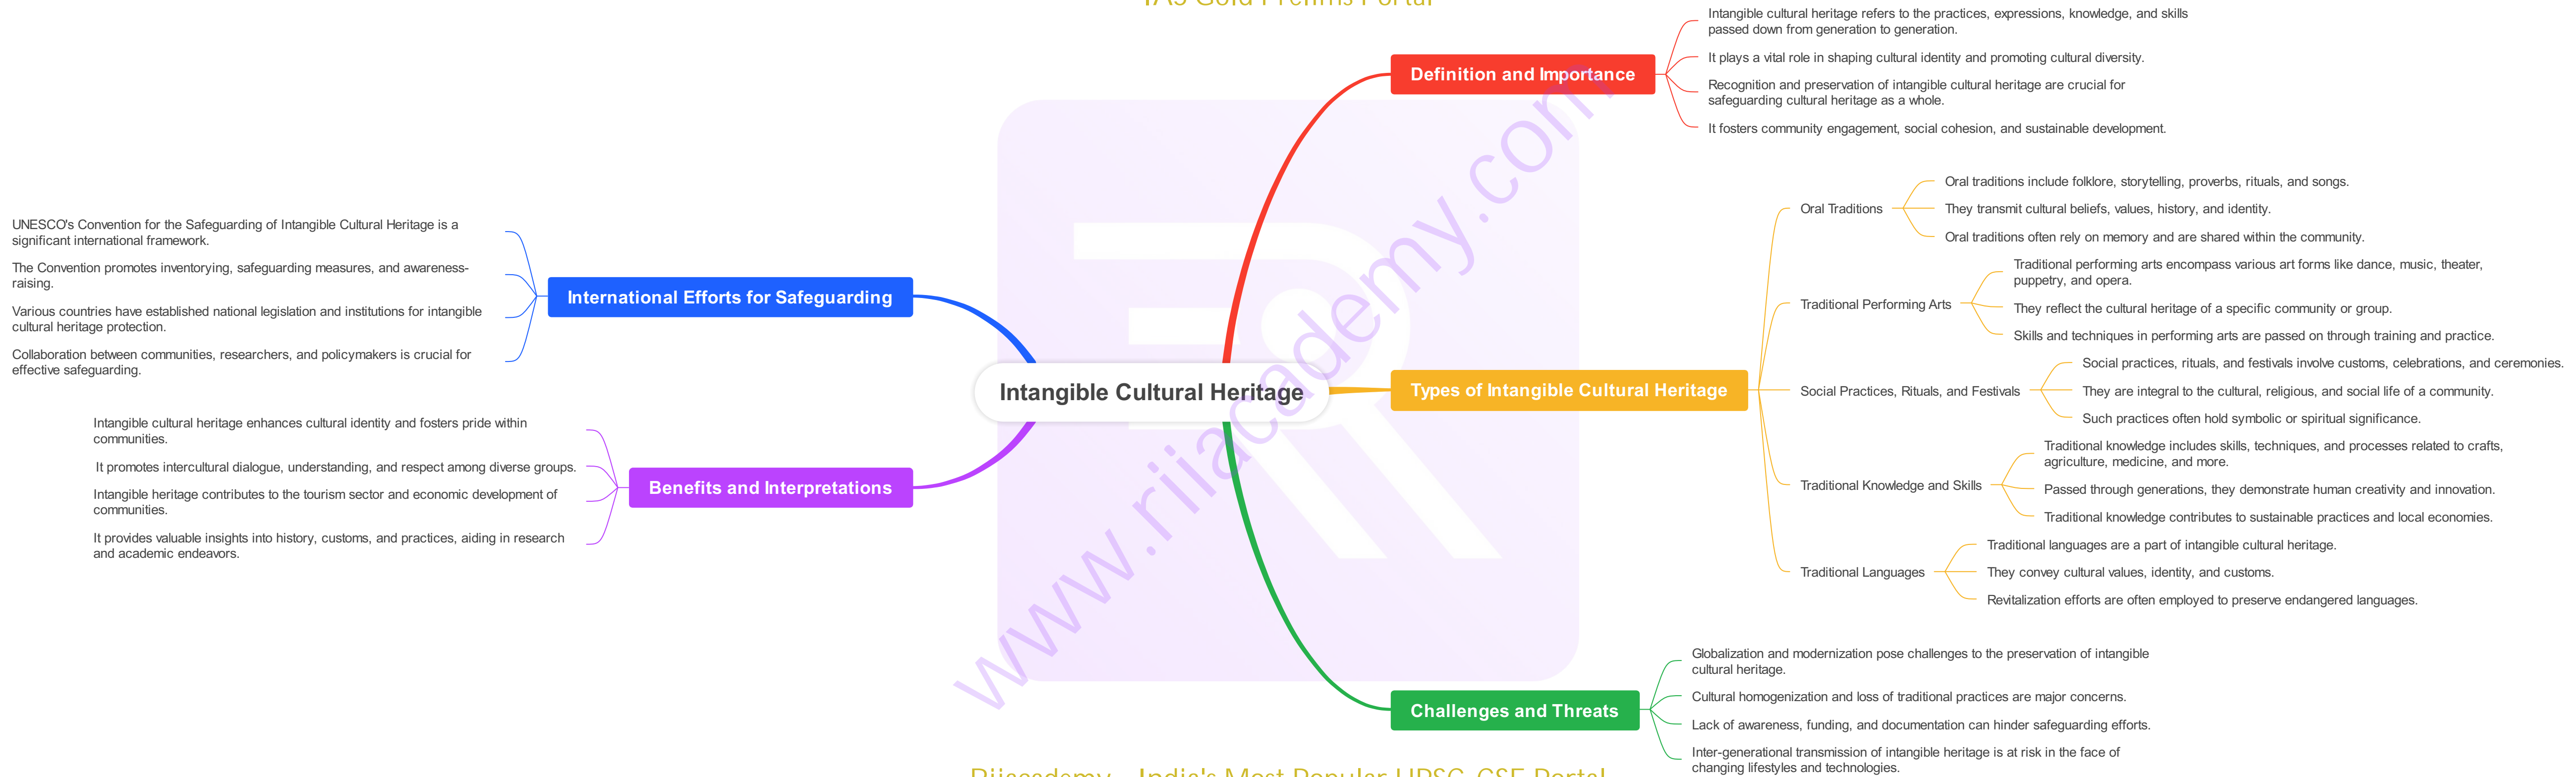 IAS Gold Prelims Portal
Definition and Importance
Intangible cultural heritage refers to the practices, expressions, knowledge, and skills
passed down from generation to generation.
It plays a vital role in shaping cultural identity and promoting cultural diversity.
Recognition and preservation of intangible cultural heritage are crucial for
safeguarding cultural heritage as a whole.
It fosters community engagement, social cohesion, and sustainable development.
Intangible Cultural Heritage
Types of Intangible Cultural Heritage
Oral Traditions
Oral traditions include folklore, storytelling, proverbs, rituals, and songs.
They transmit cultural beliefs, values, history, and identity.
Oral traditions often rely on memory and are shared within the community.
Traditional Performing Arts
Traditional performing arts encompass various art forms like dance, music, theater,
puppetry, and opera.
They reflect the cultural heritage of a specific community or group.
Skills and techniques in performing arts are passed on through training and practice.
Social Practices, Rituals, and Festivals
Social practices, rituals, and festivals involve customs, celebrations, and ceremonies.
They are integral to the cultural, religious, and social life of a community.
Such practices often hold symbolic or spiritual significance.
Traditional Knowledge and Skills
Traditional knowledge includes skills, techniques, and processes related to crafts,
agriculture, medicine, and more.
Passed through generations, they demonstrate human creativity and innovation.
Traditional knowledge contributes to sustainable practices and local economies.
Traditional Languages
Traditional languages are a part of intangible cultural heritage.
They convey cultural values, identity, and customs.
Revitalization efforts are often employed to preserve endangered languages.
Challenges and Threats
Globalization and modernization pose challenges to the preservation of intangible
cultural heritage.
Cultural homogenization and loss of traditional practices are major concerns.
Lack of awareness, funding, and documentation can hinder safeguarding efforts.
Inter-generational transmission of intangible heritage is at risk in the face of
changing lifestyles and technologies.
International Efforts for Safeguarding
UNESCO's Convention for the Safeguarding of Intangible Cultural Heritage is a
significant international framework.
The Convention promotes inventorying, safeguarding measures, and awareness-
raising.
Various countries have established national legislation and institutions for intangible
cultural heritage protection.
Collaboration between communities, researchers, and policymakers is crucial for
effective safeguarding.
Benefits and Interpretations
Intangible cultural heritage enhances cultural identity and fosters pride within
communities.
It promotes intercultural dialogue, understanding, and respect among diverse groups.
Intangible heritage contributes to the tourism sector and economic development of
communities.
It provides valuable insights into history, customs, and practices, aiding in research
and academic endeavors.
www.rijacademy.com
Rijacademy - India's Most Popular UPSC-CSE Portal